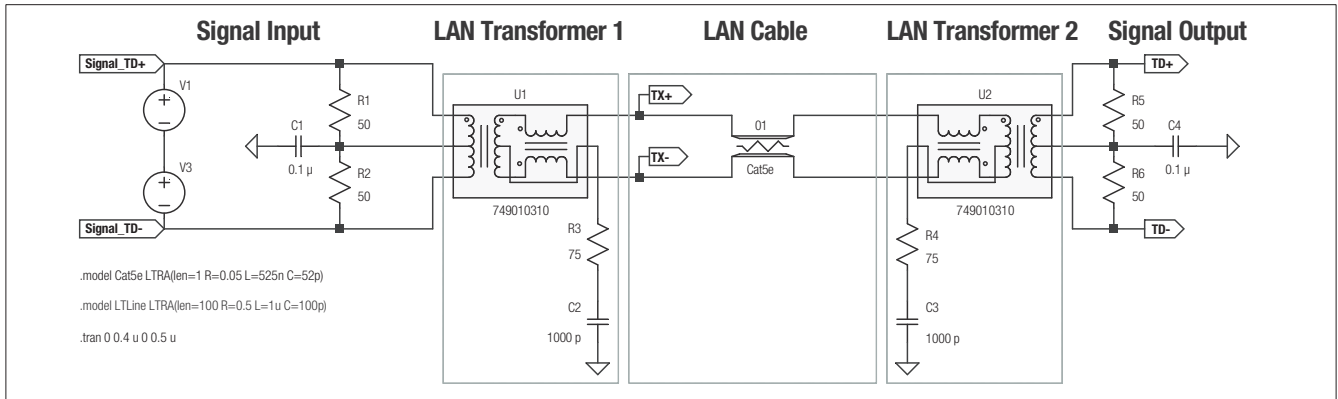 Signal Input
LAN Transformer 1
LAN Cable
LAN Transformer 2
Signal Output
Signal_TD+
V1
R1
50
C1
0.1 µ
R2
50
V3
Signal_TD-
U1
749010310
R3
75
C2
1000 p
TX+
TX-
O1
Cat5e
U2
749010310
R4
75
C3
1000 p
TD+
R5
50
C4
0.1 µ
R6
50
TD-
.model Cat5e LTRA(len=1 R=0.05 L=525n C=52p)
.model LTLine LTRA(len=100 R=0.5 L=1u C=100p)
.tran 0 0.4 u 0 0.5 u